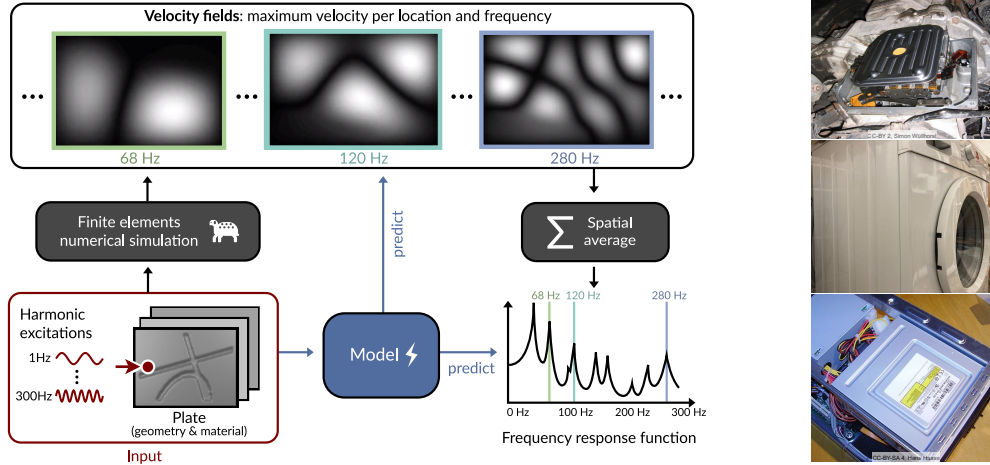 Velocity fields: maximum velocity per location and frequency
...
...
...
...
68 Hz
120 Hz
280 Hz
Finite elements
numerical simulation
predict
Σ Spatial
average
Harmonic
excitations
1Hz
300Hz
Plate
(geometry & material)
Input
Model
predict
68 Hz
120 Hz
280 Hz
0 Hz
100 Hz
200 Hz
300 Hz
Frequency response function
CC-BY 2, Simon Wüllhorst
CC-BY-SA 4, Hans Haase